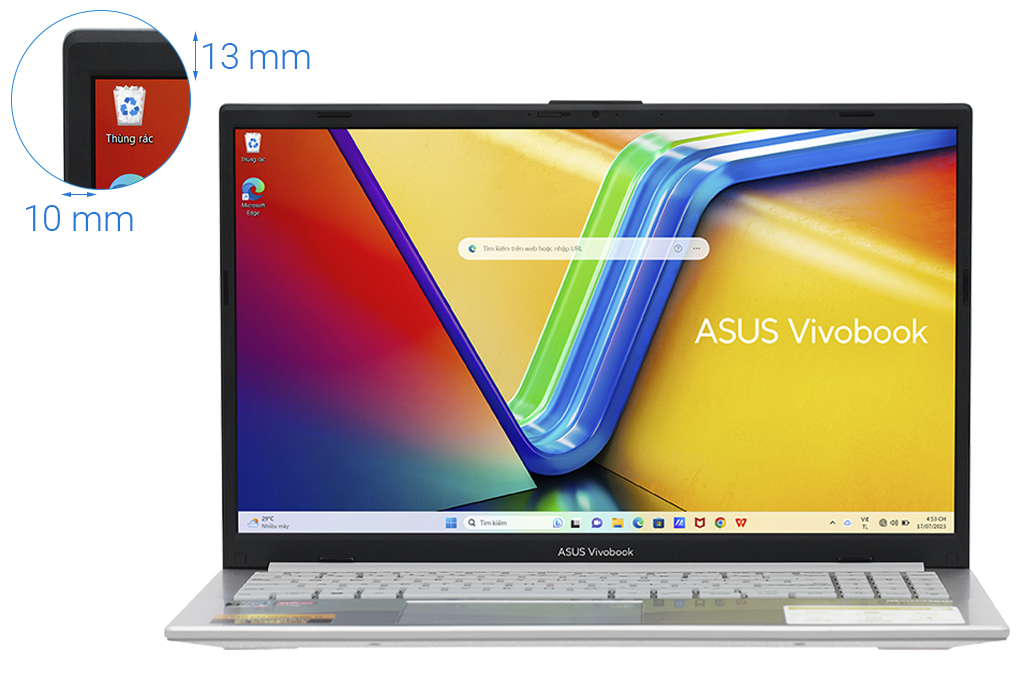 13 mm
Thùng rác
10 mm
Thùng rác
Microsoft
Edge
Tìm kiếm trên web hoặc nhập URL
ASUS Vivobook
29°C
Nhiều mây
Tìm kiếm
VIE
TL
4:53 CH
17/07/2023
ASUS Vivobook